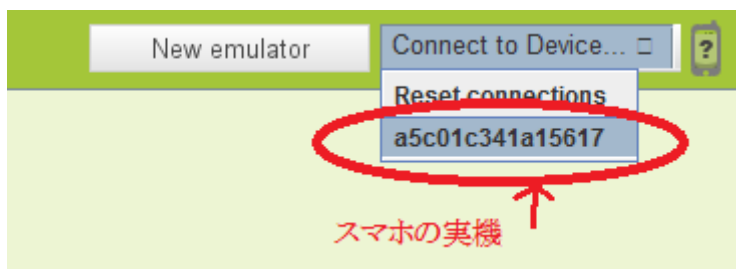 New emulator
Connect to Device... □
?
Reset connections
a5c01c341a15617
スマホの実機